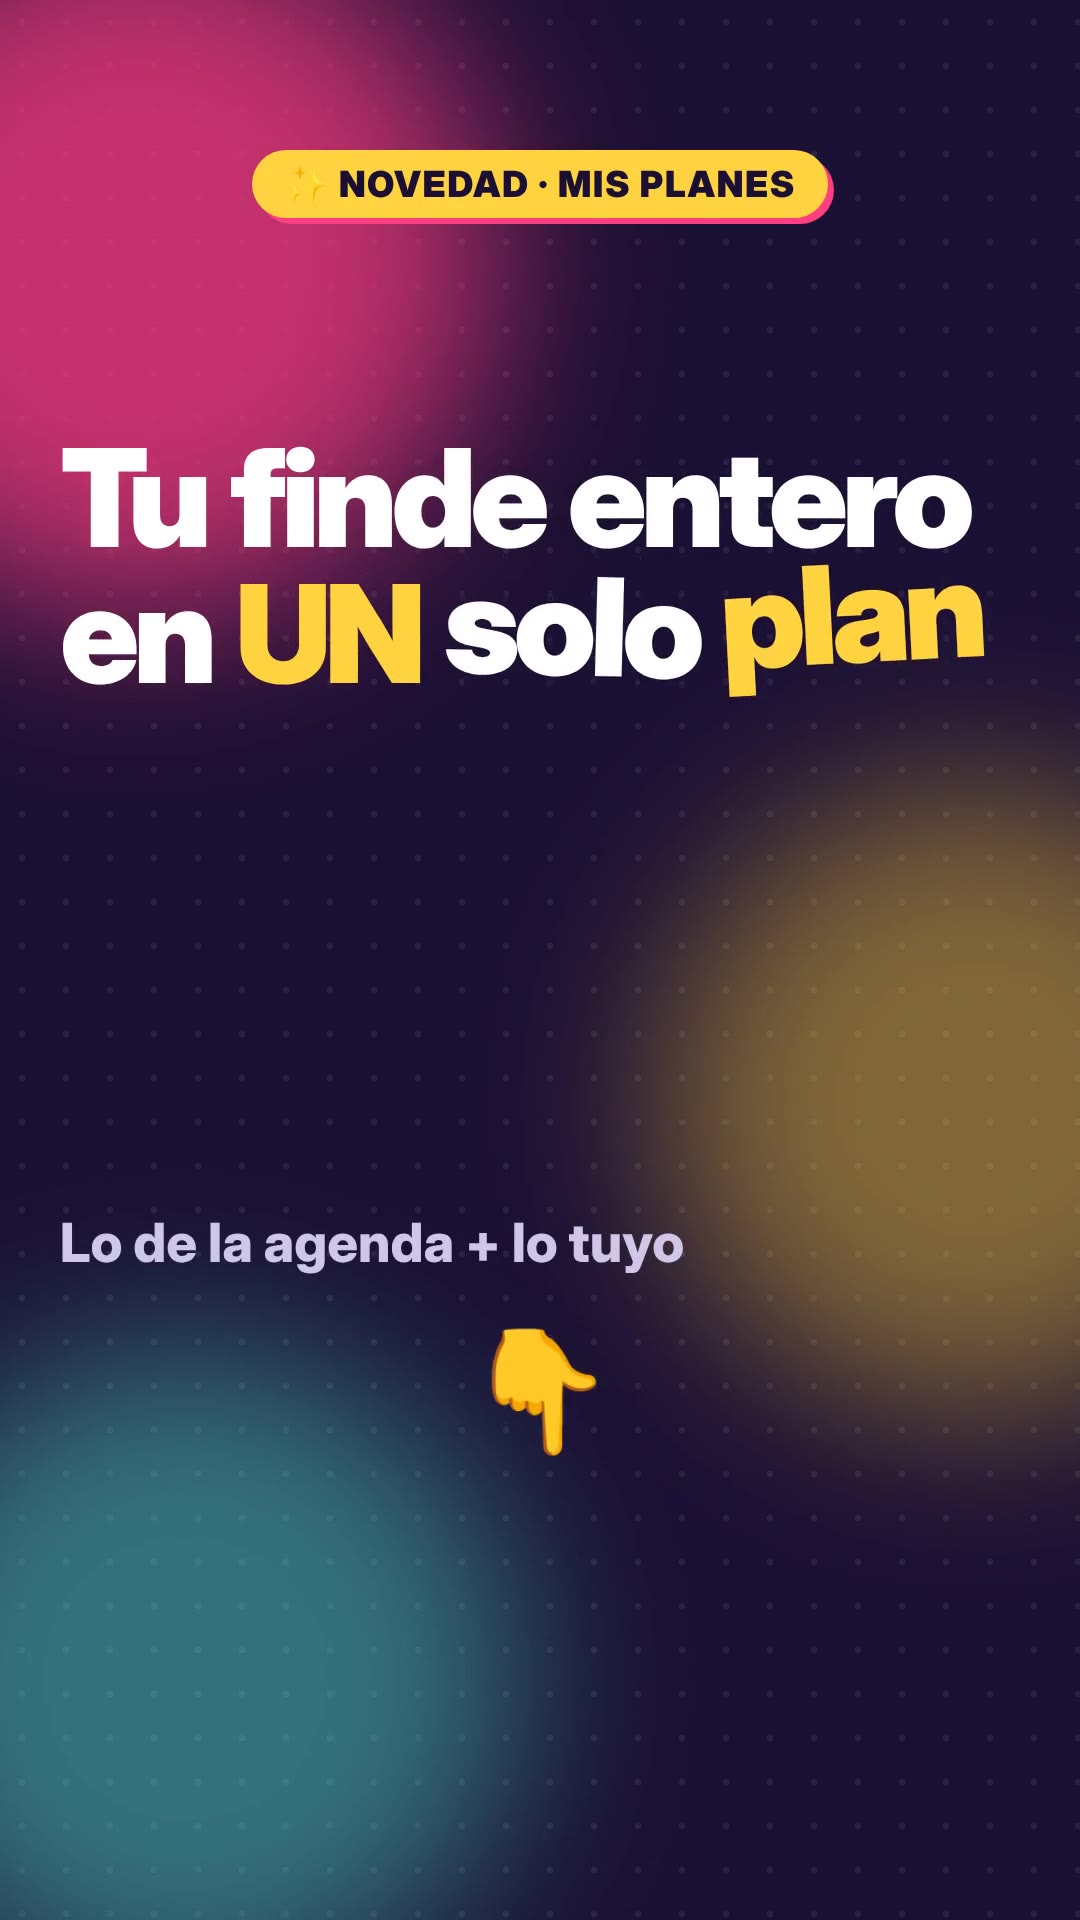 ✨ NOVEDAD · MIS PLANES
Tu finde entero
en UN solo plan
Lo de la agenda + lo tuyo
👇